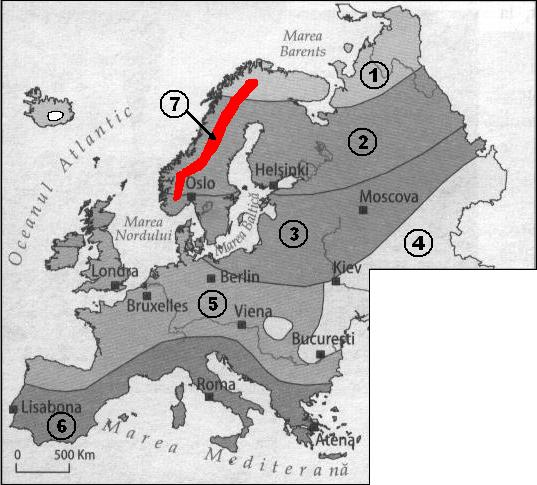 Marea
Barents
1
Oceanul Atlantic
7
2
Helsinki
Oslo
Moscova
Marea
Nordului
Marea Baltică
3
4
Londra
Berlin
Kiev
Bruxelles
5
Viena
București
Roma
Lisabona
6
Atena
Marea Mediterană
0 500 Km